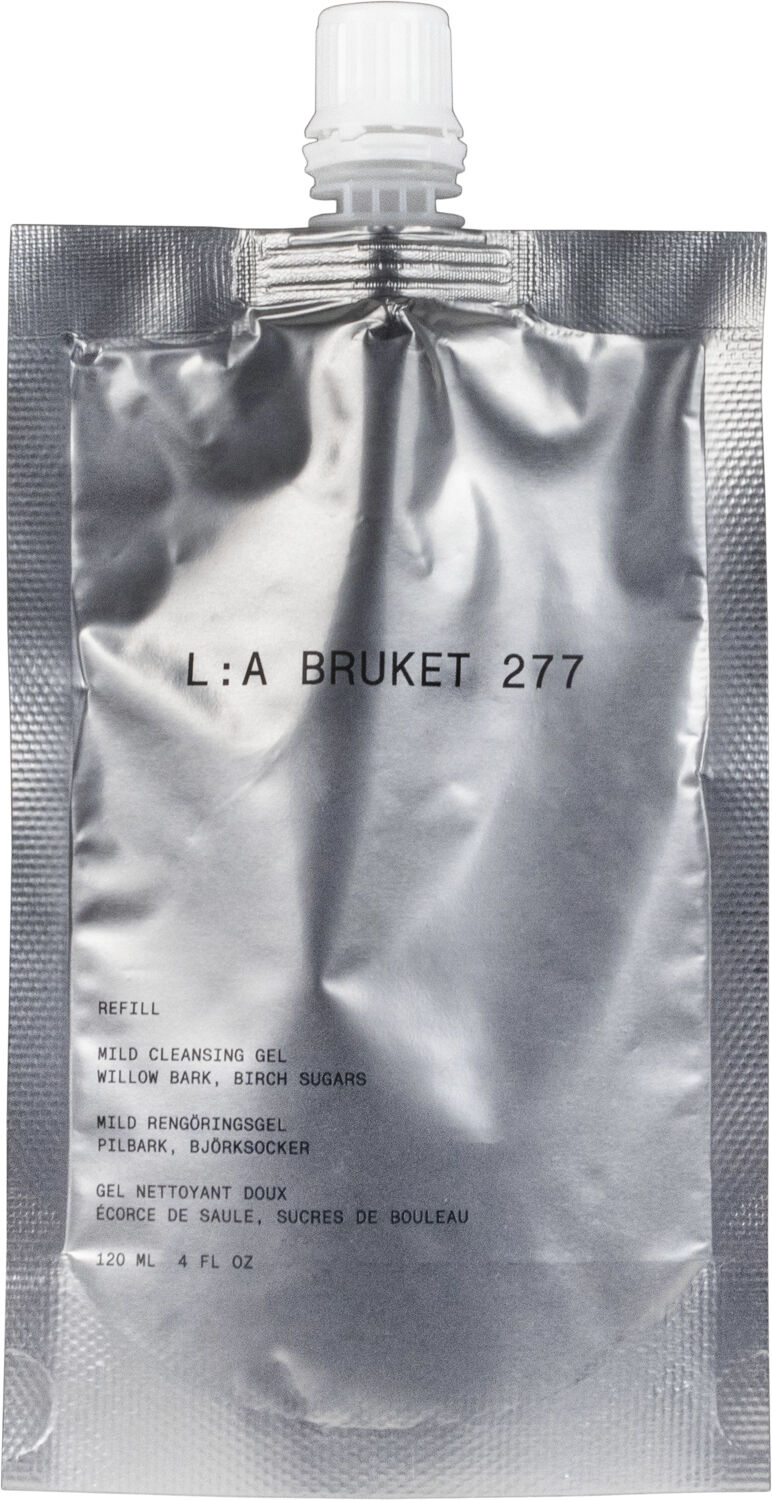 L:A BRUKET 277
REFILL
MILD CLEANSING GEL
WILLOW BARK, BIRCH SUGARS
MILD RENGÖRINGSGEL
PILBARK, BJÖRKSOCKER
GEL NETTOYANT DOUX
ÉCORCE DE SAULE, SUCRES DE BOULEAU
120 ML 4 FL OZ